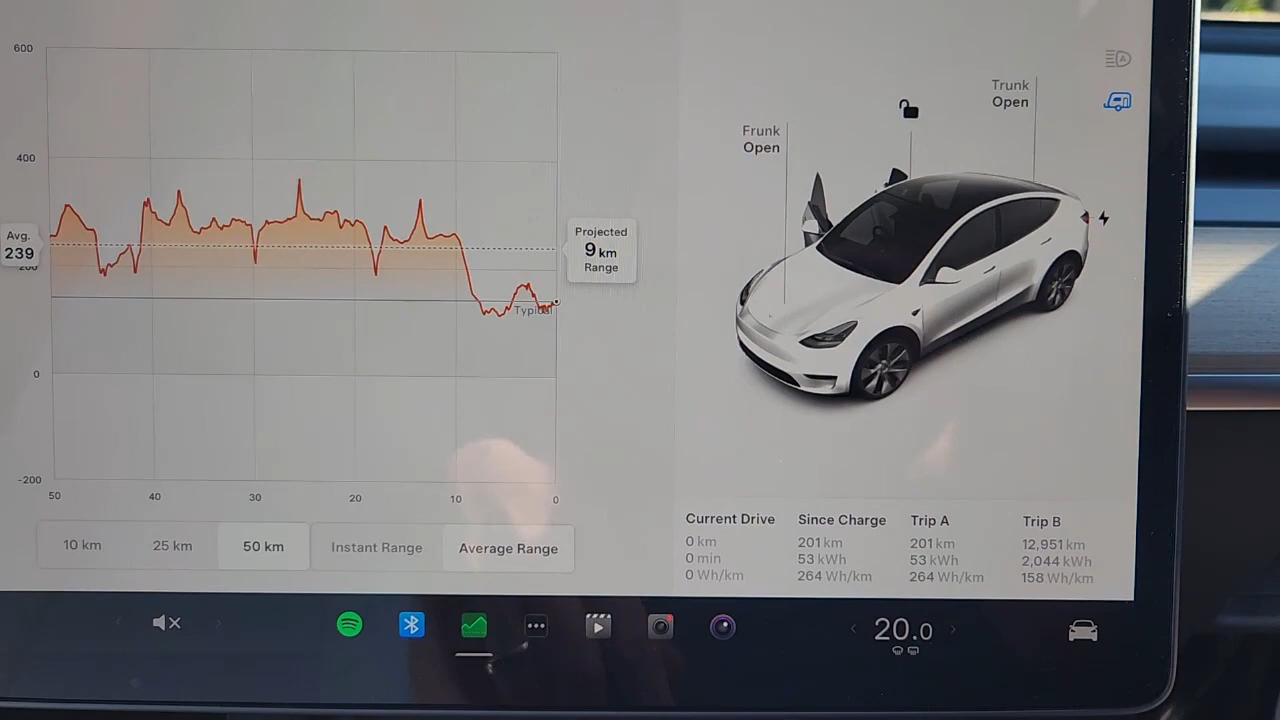 600
400
200
0
-200
Avg.
239
Projected
9 km
Range
Typical
50
40
30
20
10
0
10 km
25 km
50 km
Instant Range
Average Range
Trunk
Open
Frunk
Open
A
Current Drive
0 km
0 min
0 Wh/km
Since Charge
201 km
53 kWh
264 Wh/km
Trip A
201 km
53 kWh
264 Wh/km
Trip B
12,951 km
2,044 kWh
158 Wh/km
20.0